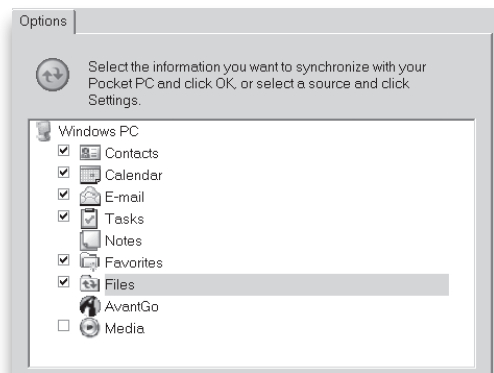 Options
Select the information you want to synchronize with your
Pocket PC and click OK, or select a source and click
Settings.
Windows PC
Contacts
Calendar
E-mail
Tasks
Notes
Favorites
Files
AvantGo
Media